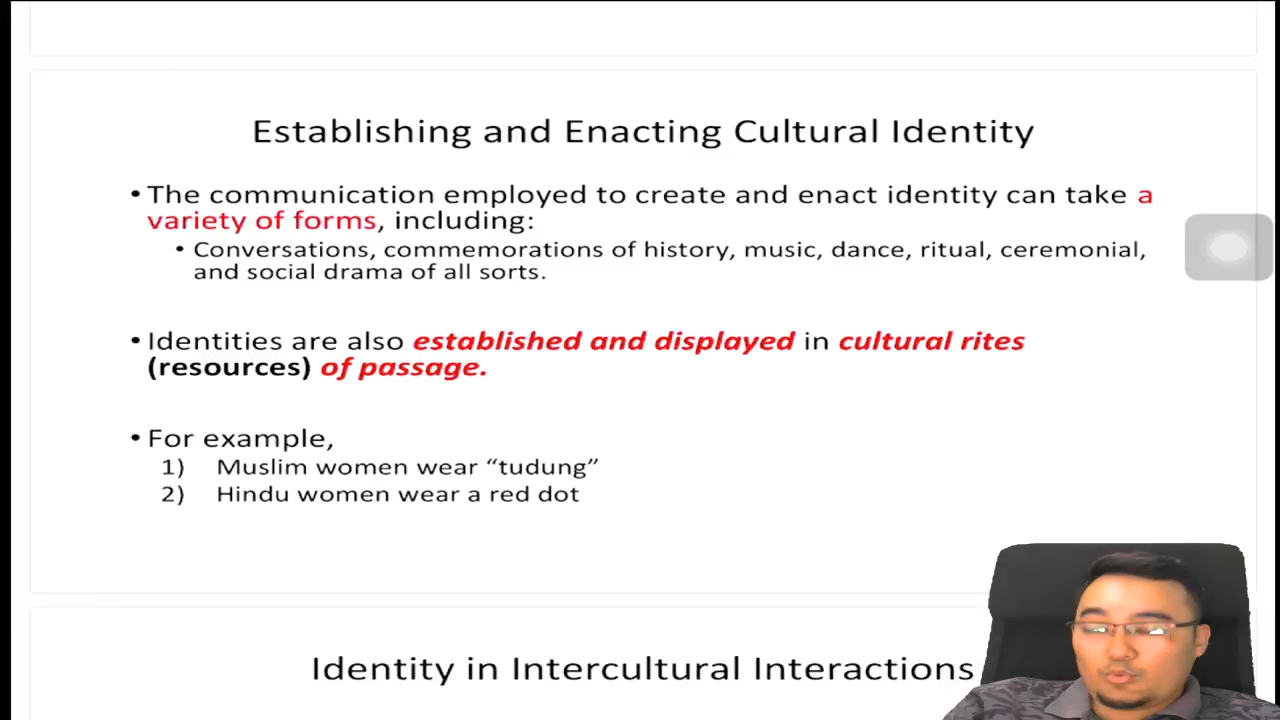 Establishing and Enacting Cultural Identity
• The communication employed to create and enact identity can take a
variety of forms, including:
• Conversations, commemorations of history, music, dance, ritual, ceremonial,
and social drama of all sorts.
• Identities are also established and displayed in cultural rites
(resources) of passage.
• For example,
1) Muslim women wear “tudung”
2) Hindu women wear a red dot
Identity in Intercultural Interactions